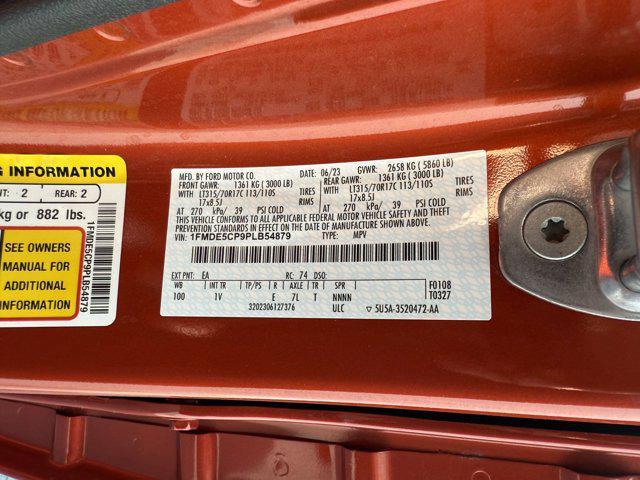 G INFORMATION
NT: 2 REAR: 2
kg or 882 lbs.
SEE OWNERS
MANUAL FOR
ADDITIONAL
INFORMATION
1FMDE5CP9PLB54879
MFD. BY FORD MOTOR CO. 06/23 GVWR: 2658 KG ( 5860 LB)
FRONT GAWR: 1361 KG ( 3000 LB) REAR GAWR: 1361 KG ( 3000 LB)
WITH LT315/70R17C 113/110S TIRES WITH LT315/70R17C 113/110S TIRES
17x8.5J RIMS 17x8.5J RIMS
AT 270 kPa/ 39 PSI COLD AT 270 kPa/ 39 PSI COLD
THIS VEHICLE CONFORMS TO ALL APPLICABLE FEDERAL MOTOR VEHICLE SAFETY
STANDARDS IN EFFECT ON THE DATE OF MANUFACTURE SHOWN ABOVE.
VIN: 1FMDE5CP9PLB54879 TYPE: MPV
EXT PNT: EA RC: 74 DSO:
WB INT TR TP/PS R AXLE TR SPR F0108
100 1V E 7L T NNNN T0327
3202306127376 ULC 5U5A-3520472-AA